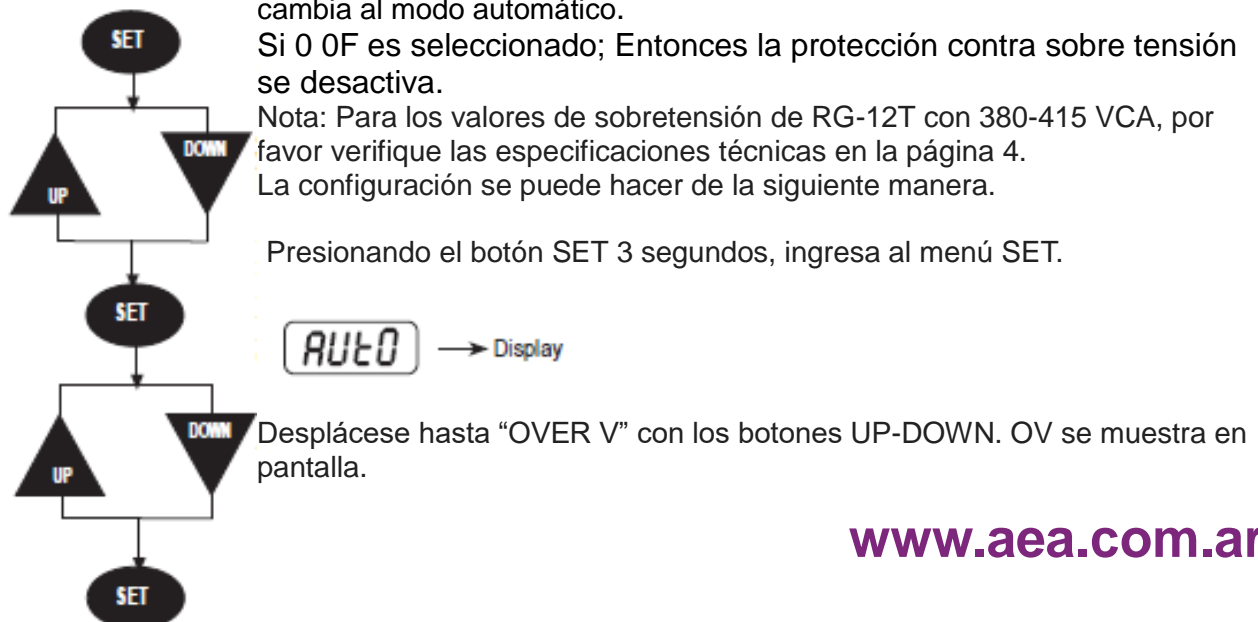 cambia al modo automático.
SET
Si 0 0F es seleccionado; Entonces la protección contra sobre tensión
se desactiva.
Nota: Para los valores de sobretensión de RG-12T con 380-415 VCA, por
DOWN
favor verifique las especificaciones técnicas en la página 4.
UP
La configuración se puede hacer de la siguiente manera.
Presionando el botón SET 3 segundos, ingresa al menú SET.
SET
AUtO
Display
DOWN
Desplácese hasta “OVER V” con los botones UP-DOWN. OV se muestra en
UP
pantalla.
www.aea.com.ar
SET